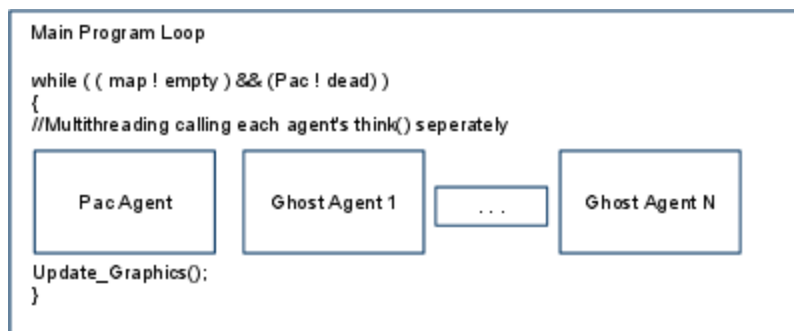 Main Program Loop
while ( ( map ! empty ) && (Pac ! dead) )
{
//Multithreading calling each agent's think() seperately
Pac Agent
Ghost Agent 1
. . .
Ghost Agent N
Update_Graphics();
}